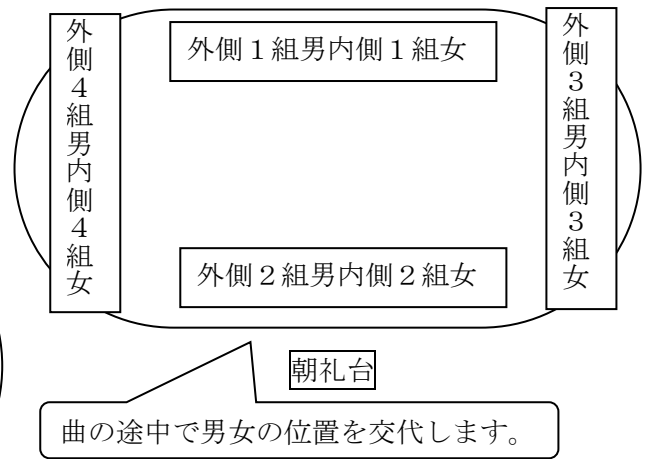 外側４組男内側４組女
外側１組男内側１組女
外側３組男内側３組女
外側２組男内側２組女
朝礼台
曲の途中で男女の位置を交代します。